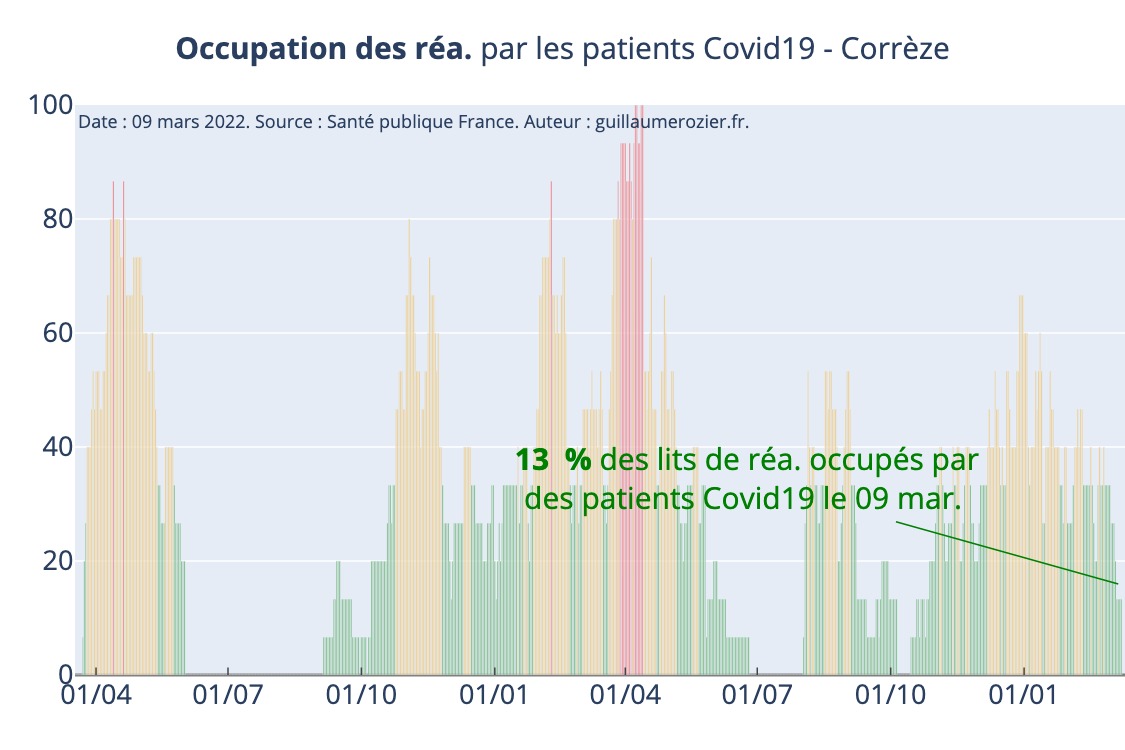 Occupation des réa. par les patients Covid19 - Corrèze
100
Date : 09 mars 2022. Source : Santé publique France. Auteur : guillaumerozier.fr.
80
60
40
13  % des lits de réa. occupés par
des patients Covid19 le 09 mar.
20
0
01/04 01/07 01/10 01/01 01/04 01/07 01/10 01/01